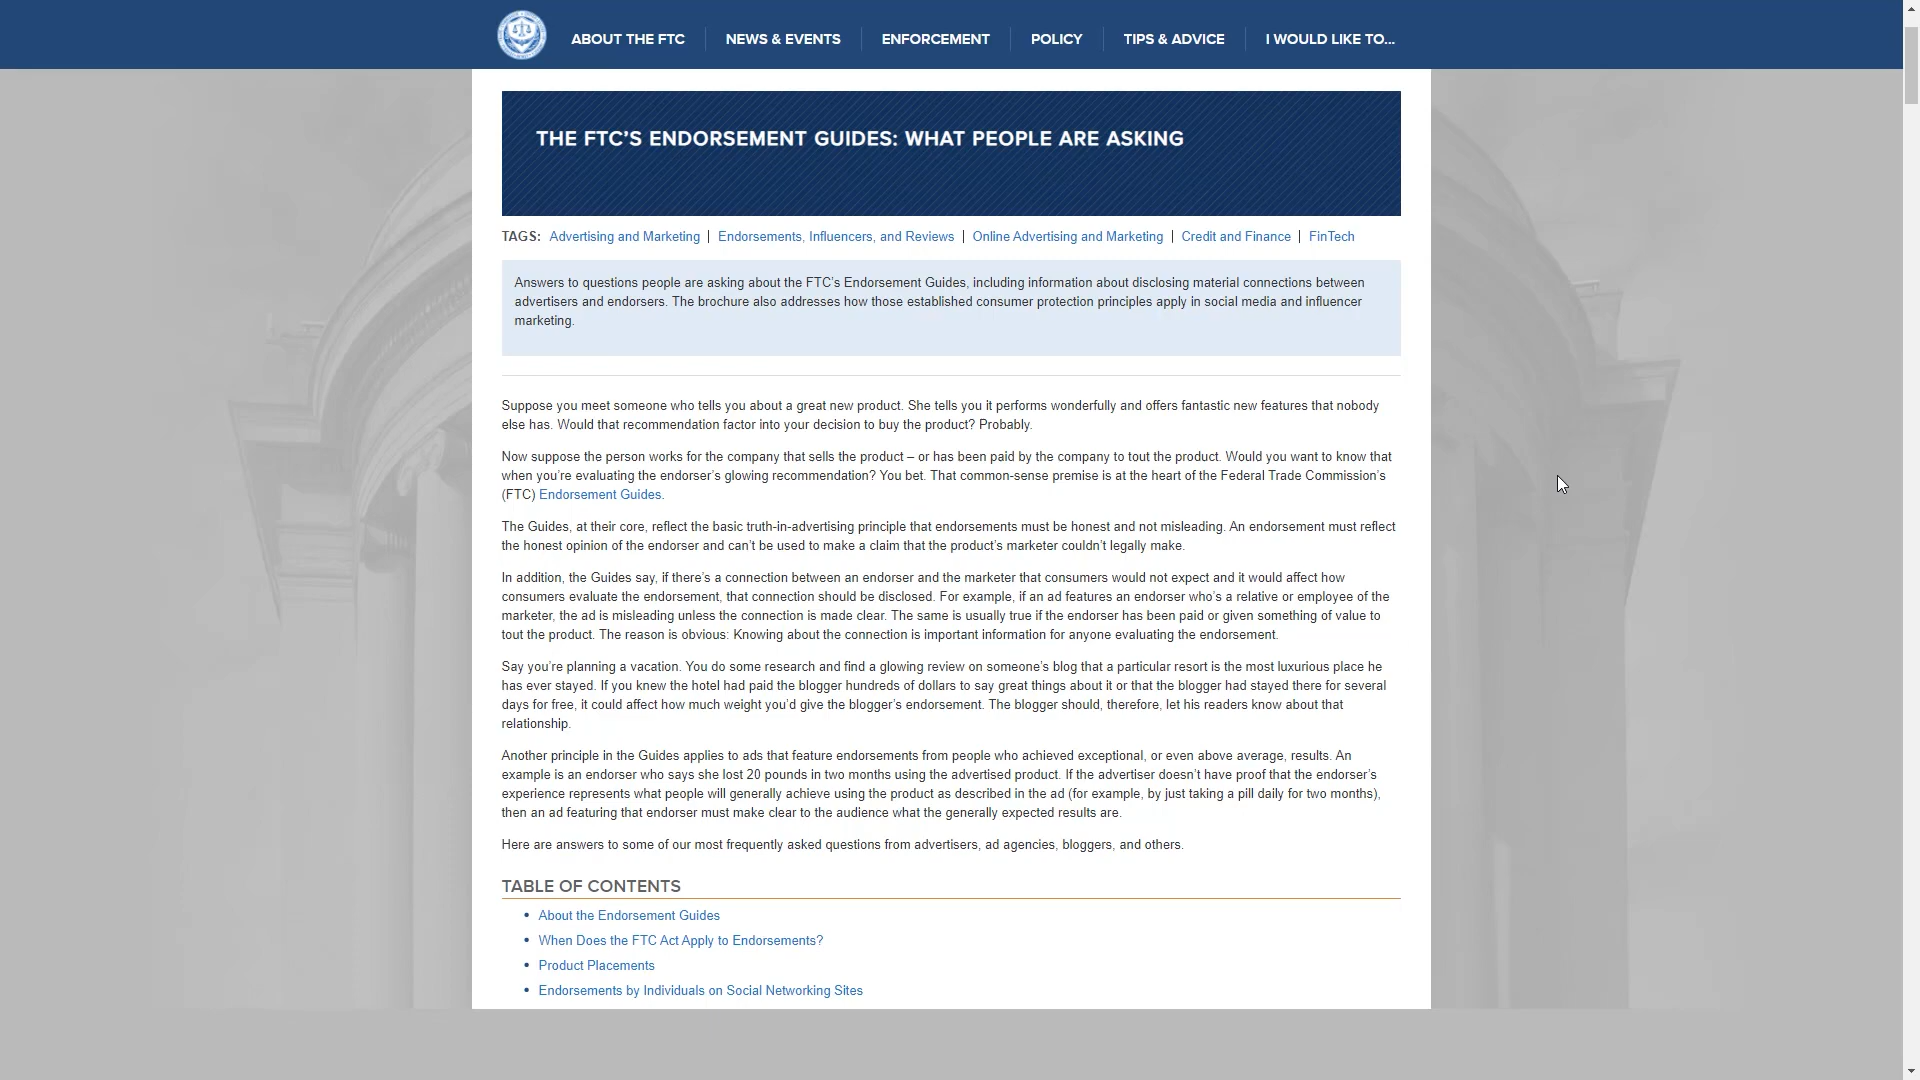 ABOUT THE FTC NEWS & EVENTS ENFORCEMENT POLICY TIPS & ADVICE I WOULD LIKE TO...
THE FTC’S ENDORSEMENT GUIDES: WHAT PEOPLE ARE ASKING
TAGS: Advertising and Marketing | Endorsements, Influencers, and Reviews | Online Advertising and Marketing | Credit and Finance | FinTech
Answers to questions people are asking about the FTC’s Endorsement Guides, including information about disclosing material connections between
advertisers and endorsers. The brochure also addresses how those established consumer protection principles apply in social media and influencer
marketing.
Suppose you meet someone who tells you about a great new product. She tells you it performs wonderfully and offers fantastic new features that nobody
else has. Would that recommendation factor into your decision to buy the product? Probably.
Now suppose the person works for the company that sells the product – or has been paid by the company to tout the product. Would you want to know that
when you’re evaluating the endorser’s glowing recommendation? You bet. That common-sense premise is at the heart of the Federal Trade Commission’s
(FTC) Endorsement Guides.
The Guides, at their core, reflect the basic truth-in-advertising principle that endorsements must be honest and not misleading. An endorsement must reflect
the honest opinion of the endorser and can’t be used to make a claim that the product’s marketer couldn’t legally make.
In addition, the Guides say, if there’s a connection between an endorser and the marketer that consumers would not expect and it would affect how
consumers evaluate the endorsement, that connection should be disclosed. For example, if an ad features an endorser who’s a relative or employee of the
marketer, the ad is misleading unless the connection is made clear. The same is usually true if the endorser has been paid or given something of value to
tout the product. The reason is obvious: Knowing about the connection is important information for anyone evaluating the endorsement.
Say you’re planning a vacation. You do some research and find a glowing review on someone’s blog that a particular resort is the most luxurious place he
has ever stayed. If you knew the hotel had paid the blogger hundreds of dollars to say great things about it or that the blogger had stayed there for several
days for free, it could affect how much weight you’d give the blogger’s endorsement. The blogger should, therefore, let his readers know about that
relationship.
Another principle in the Guides applies to ads that feature endorsements from people who achieved exceptional, or even above average, results. An
example is an endorser who says she lost 20 pounds in two months using the advertised product. If the advertiser doesn’t have proof that the endorser’s
experience represents what people will generally achieve using the product as described in the ad (for example, by just taking a pill daily for two months),
then an ad featuring that endorser must make clear to the audience what the generally expected results are.
Here are answers to some of our most frequently asked questions from advertisers, ad agencies, bloggers, and others.
TABLE OF CONTENTS
• About the Endorsement Guides
• When Does the FTC Act Apply to Endorsements?
• Product Placements
• Endorsements by Individuals on Social Networking Sites